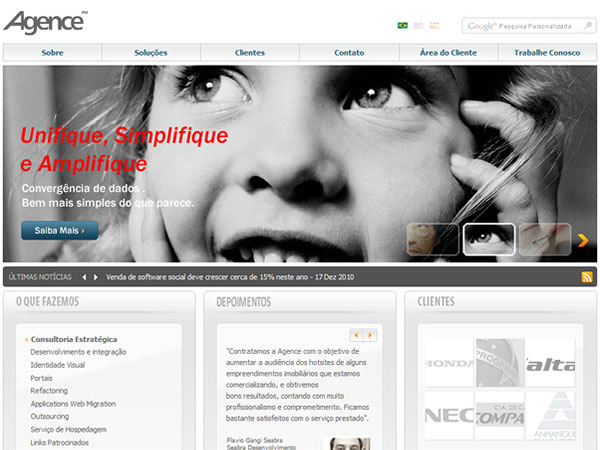 Agence™
Google™ Pesquisa Personalizada
Sobre
Soluções
Clientes
Contato
Área do Cliente
Trabalhe Conosco
Unifique, Simplifique
e Amplifique
Convergência de dados .
Bem mais simples do que parece.
Saiba Mais ›
ÚLTIMAS NOTÍCIAS
Venda de software social deve crescer cerca de 15% neste ano - 17 Dez 2010
O QUE FAZEMOS
Consultoria Estratégica
Desenvolvimento e integração
Identidade Visual
Portais
Refactoring
Applications Web Migration
Outsourcing
Serviço de Hospedagem
Links Patrocinados
DEPOIMENTOS
"Contratamos a Agence com o objetivo de
aumentar a audiência dos hotsites de alguns
empreendimentos imobiliários que estamos
comercializando, e obtivemos
bons resultados, contando com muito
profissionalismo e comprometimento. Ficamos
bastante satisfeitos com o serviço prestado".
Flavio Gangi Seabra
Seabra Desenvolvimento
CLIENTES
HONDA
PROGE
alta
NEC
CIA. DE C
COMPA
ANHANGUE